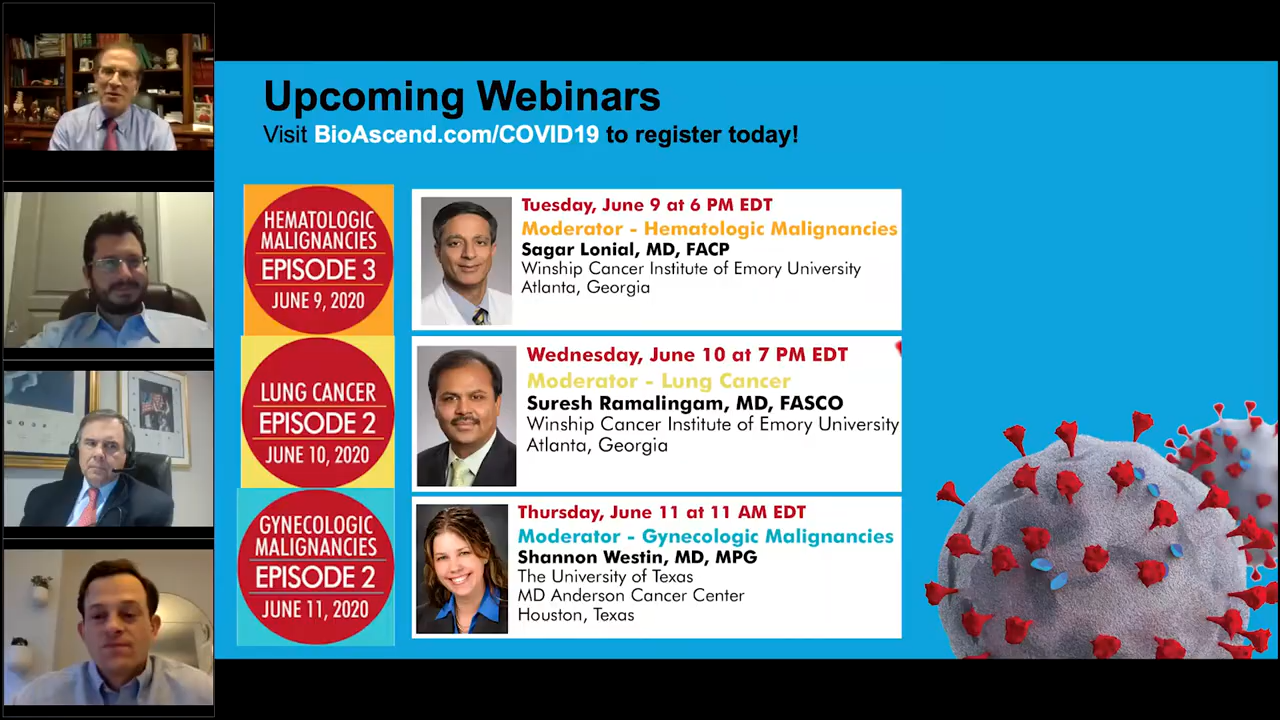 Upcoming Webinars
Visit BioAscend.com/COVID19 to register today!
HEMATOLOGIC
MALIGNANCIES
EPISODE 3
JUNE 9, 2020
Tuesday, June 9 at 6 PM EDT
Moderator - Hematologic Malignancies
Sagar Lonial, MD, FACP
Winship Cancer Institute of Emory University
Atlanta, Georgia
LUNG CANCER
EPISODE 2
JUNE 10, 2020
Wednesday, June 10 at 7 PM EDT
Moderator - Lung Cancer
Suresh Ramalingam, MD, FASCO
Winship Cancer Institute of Emory University
Atlanta, Georgia
GYNECOLOGIC
MALIGNANCIES
EPISODE 2
JUNE 11, 2020
Thursday, June 11 at 11 AM EDT
Moderator - Gynecologic Malignancies
Shannon Westin, MD, MPG
The University of Texas
MD Anderson Cancer Center
Houston, Texas